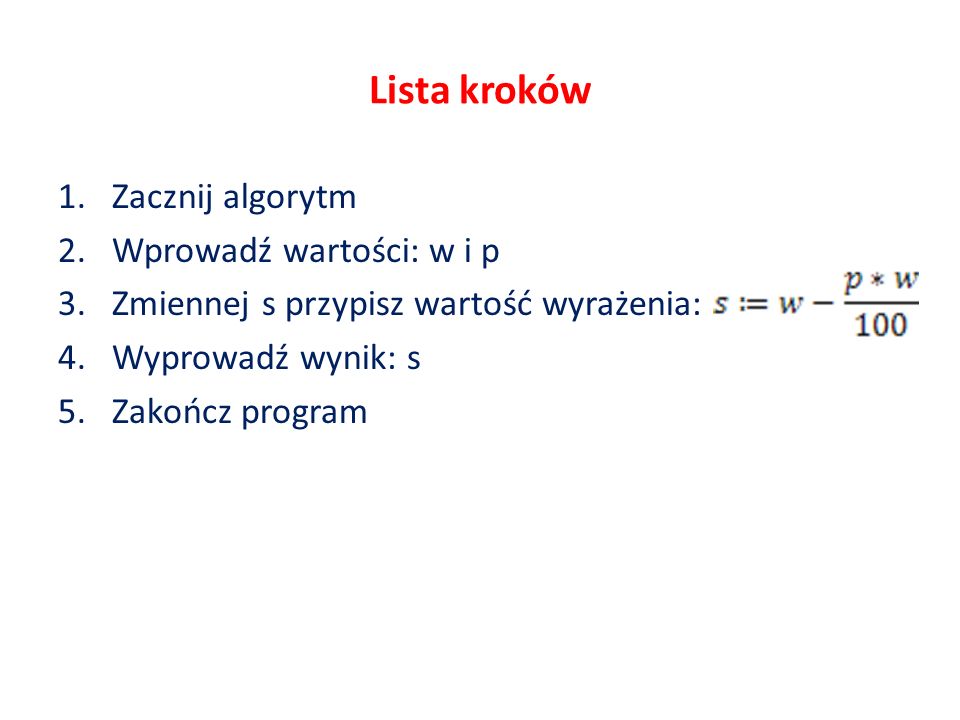 Lista kroków
1. Zacznij algorytm
2. Wprowadź wartości: w i p
3. Zmiennej s przypisz wartość wyrażenia: s ≔ w − p ∗ w / 100
4. Wyprowadź wynik: s
5. Zakończ program